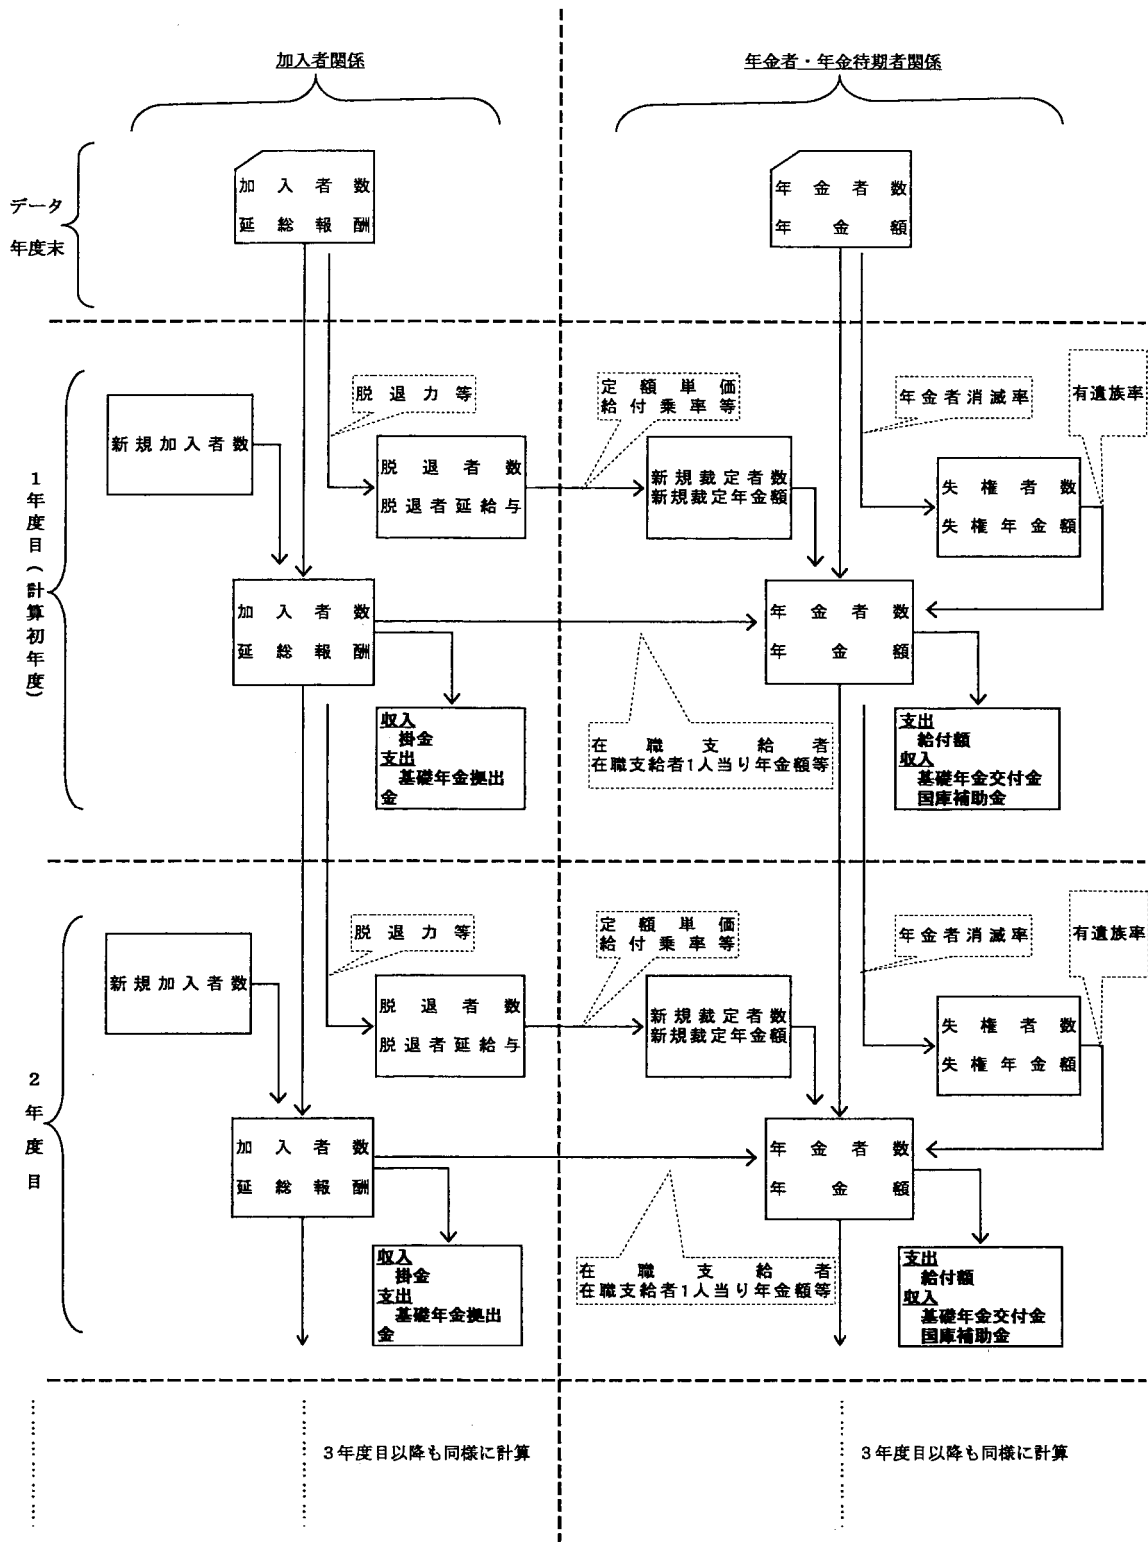 加入者関係
年金者・年金待期者関係
データ
年度末
加入者数
延総報酬
年金者数
年金額
1年度目（計算初年度）
新規加入者数
脱退力等
脱退者数
脱退者延給与
定額単価
給付乗率等
新規裁定者数
新規裁定年金額
年金者消滅率
有遺族率
失権者数
失権年金額
加入者数
延総報酬
年金者数
年金額
収入
掛金
支出
基礎年金拠出
金
在職支給者
在職支給者1人当り年金額等
支出
給付額
収入
基礎年金交付金
国庫補助金
2年度目
新規加入者数
脱退力等
脱退者数
脱退者延給与
定額単価
給付乗率等
新規裁定者数
新規裁定年金額
年金者消滅率
有遺族率
失権者数
失権年金額
加入者数
延総報酬
年金者数
年金額
収入
掛金
支出
基礎年金拠出
金
在職支給者
在職支給者1人当り年金額等
支出
給付額
収入
基礎年金交付金
国庫補助金
3年度目以降も同様に計算
3年度目以降も同様に計算